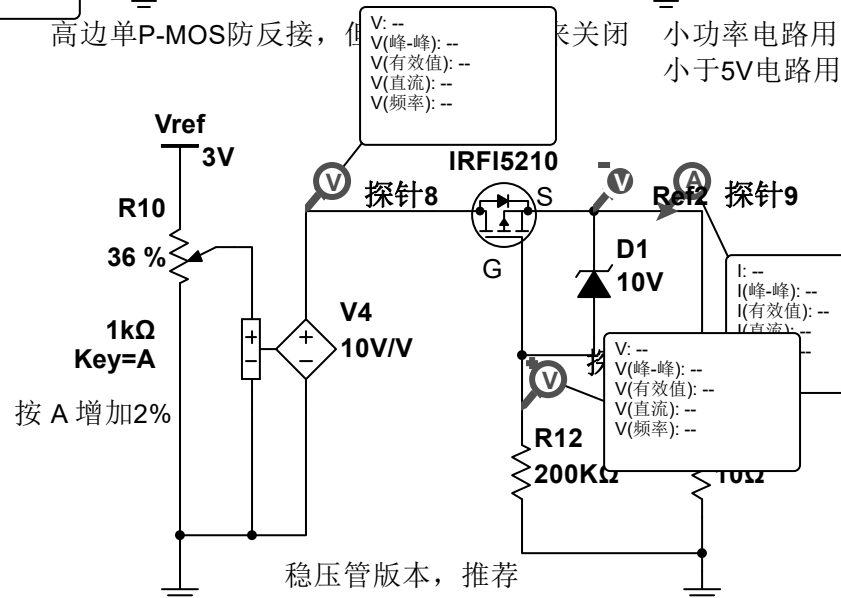 高边单P-MOS防反接，但
来关闭
小功率电路用
小于5V电路用
V: --
V(峰-峰): --
V(有效值): --
V(直流): --
V(频率): --
Vref
3V
IRFI5210
探针8
S
V
V
A
Ref2
探针9
R10
36 %
G
D1
10V
1kΩ
Key=A
V4
10V/V
I: --
I(峰-峰): --
I(有效值): --
I(直流): --
--
探
V
V: --
V(峰-峰): --
V(有效值): --
V(直流): --
V(频率): --
按 A 增加2%
R12
200KΩ
10Ω
稳压管版本，推荐